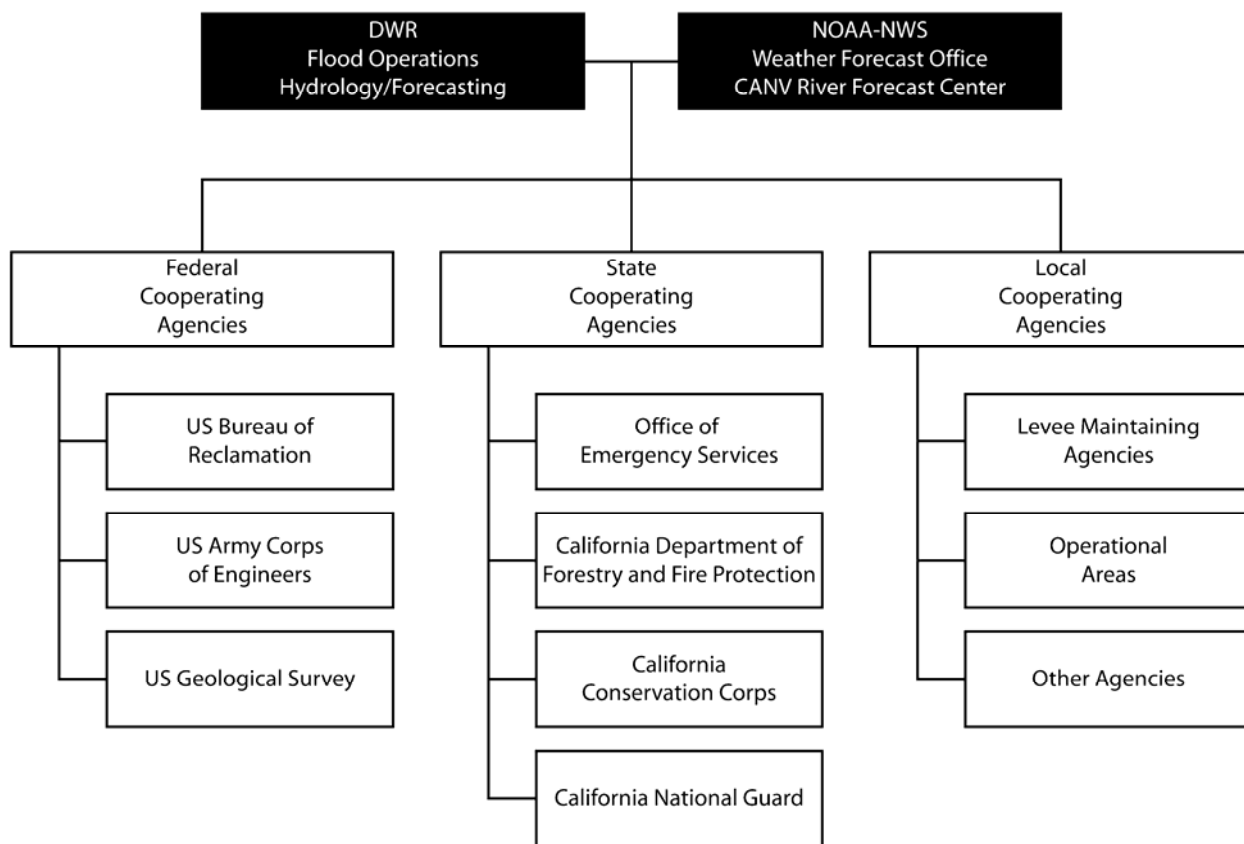 DWR
Flood Operations
Hydrology/Forecasting
NOAA-NWS
Weather Forecast Office
CANV River Forecast Center
Federal
Cooperating
Agencies
US Bureau of
Reclamation
US Army Corps
of Engineers
US Geological Survey
State
Cooperating
Agencies
Office of
Emergency Services
California Department of
Forestry and Fire Protection
California
Conservation Corps
California National Guard
Local
Cooperating
Agencies
Levee Maintaining
Agencies
Operational
Areas
Other Agencies